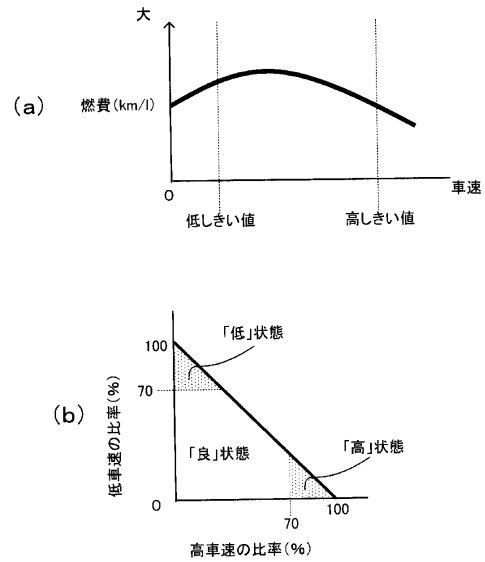 大
(a)
燃費(km/l)
0
車速
低しきい値
高しきい値
「低」状態
100
70
(b)
低車速の比率(%)
「良」状態
「高」状態
0
70
100
高車速の比率(%)